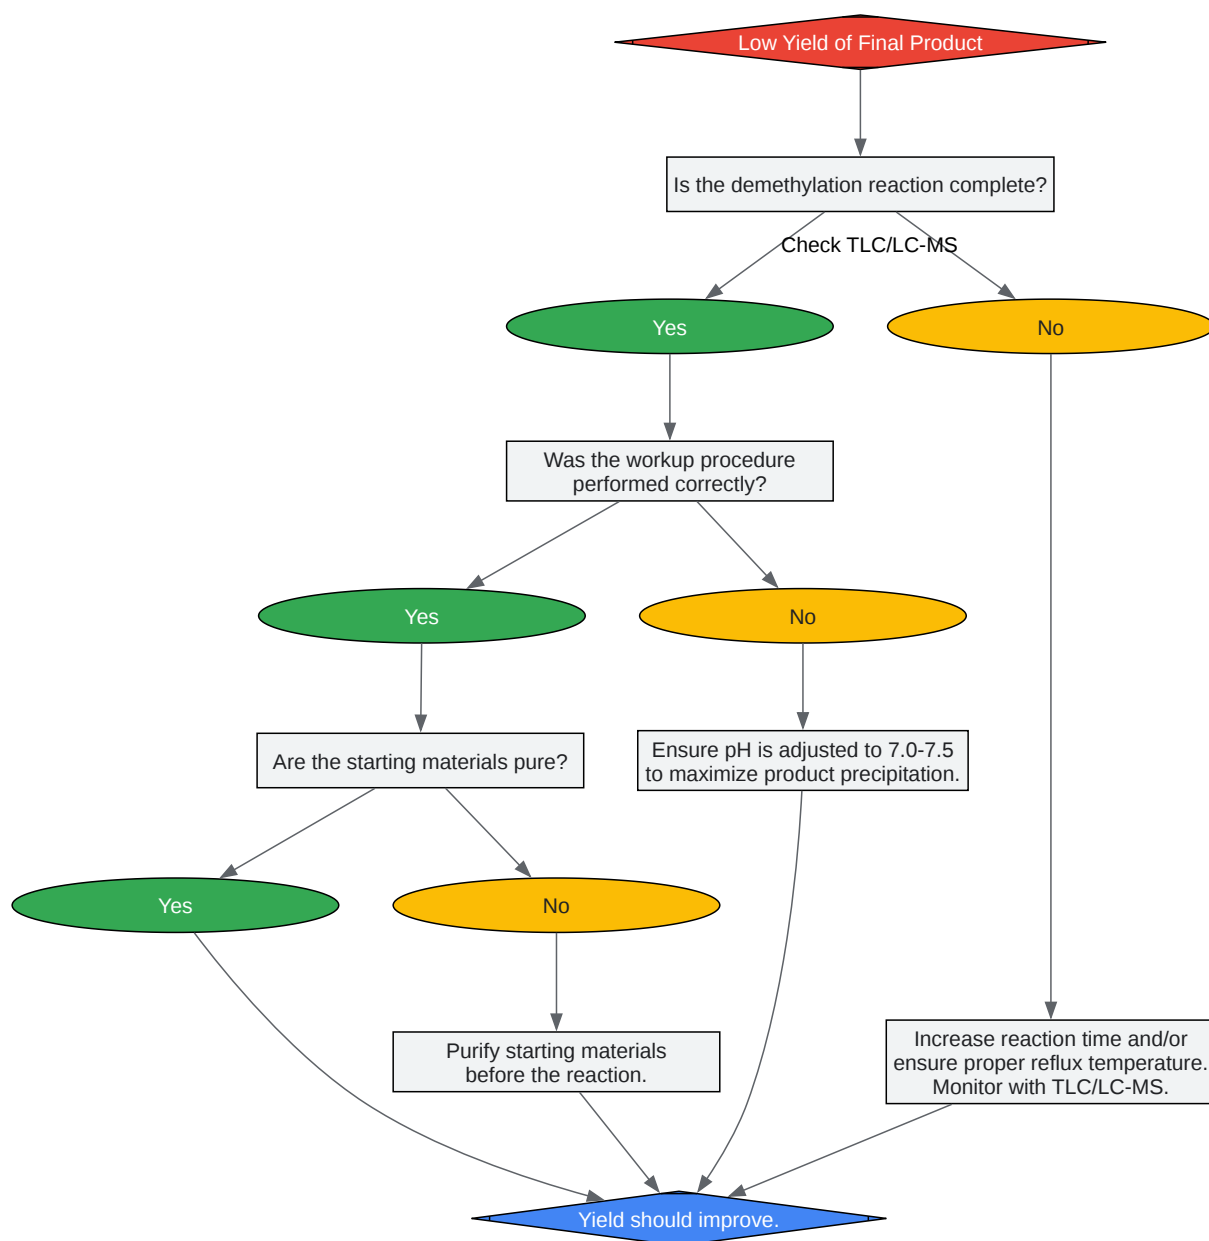 Low Yield of Final Product
Is the demethylation reaction complete?
Check TLC/LC-MS
Yes
No
Was the workup procedure
performed correctly?
Yes
No
Are the starting materials pure?
Ensure pH is adjusted to 7.0-7.5
to maximize product precipitation.
Yes
No
Purify starting materials
before the reaction.
Increase reaction time and/or
ensure proper reflux temperature.
Monitor with TLC/LC-MS.
Yield should improve.